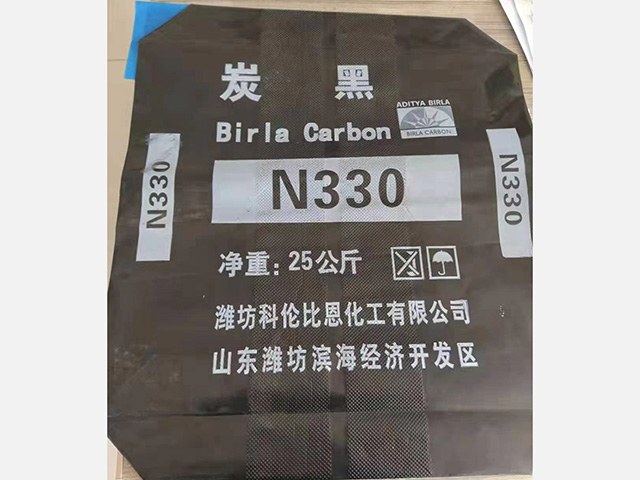 炭 黑
ADITYA BIRLA
BIRLA CARBON
Birla Carbon
N330
N330
N330
净重：25公斤
潍坊科伦比恩化工有限公司
山东潍坊滨海经济开发区